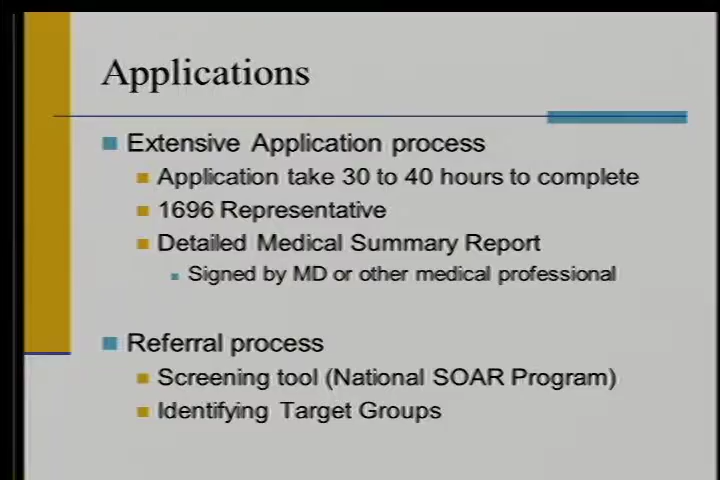 Applications
Extensive Application process
Application take 30 to 40 hours to complete
1696 Representative
Detailed Medical Summary Report
Signed by MD or other medical professional
Referral process
Screening tool (National SOAR Program)
Identifying Target Groups